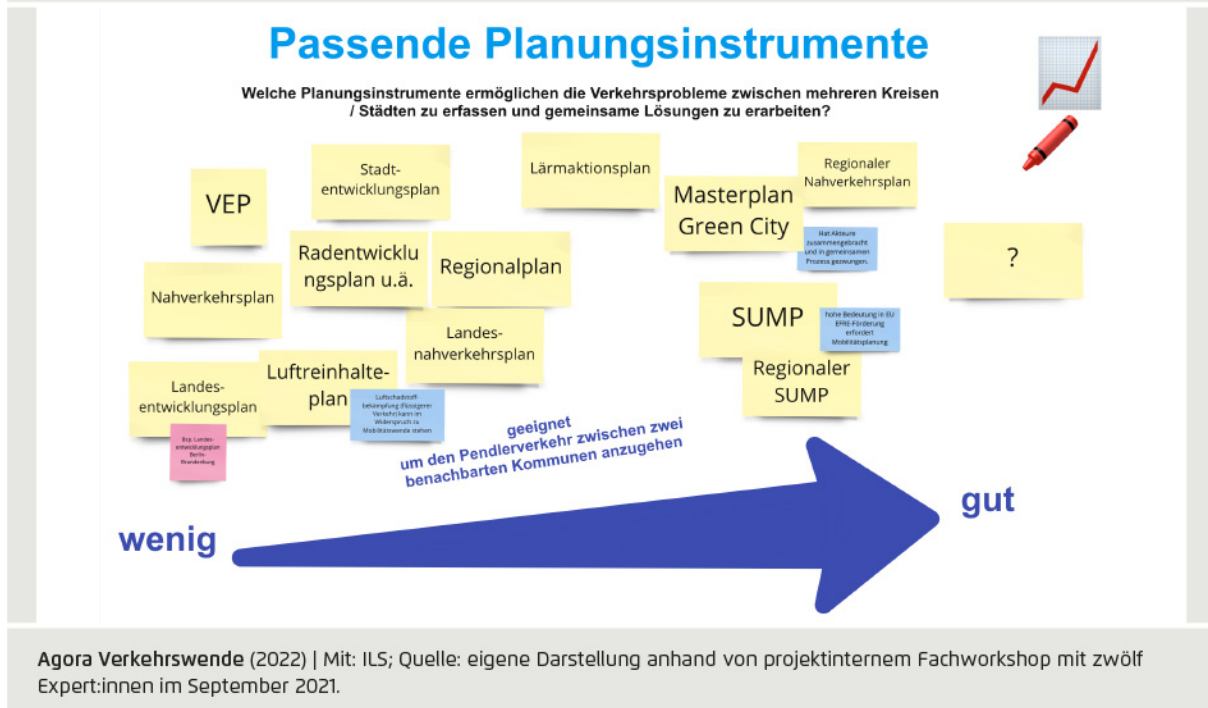 Passende Planungsinstrumente
Welche Planungsinstrumente ermöglichen die Verkehrsprobleme zwischen mehreren Kreisen
/ Städten zu erfassen und gemeinsame Lösungen zu erarbeiten?
VEP
Stadt-
entwicklungsplan
Lärmaktionsplan
Regionaler
Nahverkehrsplan
Masterplan
Green City
Hat Akteure
zusammengebracht
und in gemeinsamen
Prozess gezwungen.
?
Nahverkehrsplan
Radentwicklu
ngsplan u.ä.
Regionalplan
SUMP
hohe Bedeutung in EU
EFRE-Förderung
erfordert
Mobilitätsplanung
Landes-
nahverkehrsplan
Regionaler
SUMP
Landes-
entwicklungsplan
Bsp. Landes-
entwicklungsplan
Berlin-
Brandenburg
Luftreinhalte-
plan
Luftschadstoff-
bekämpfung (flüssigerer
Verkehr) kann im
Widerspruch zu
Mobilitätswende stehen
geeignet
um den Pendlerverkehr zwischen zwei
benachbarten Kommunen anzugehen
wenig
gut
Agora Verkehrswende (2022) | Mit: ILS; Quelle: eigene Darstellung anhand von projektinternem Fachworkshop mit zwölf
Expert:innen im September 2021.